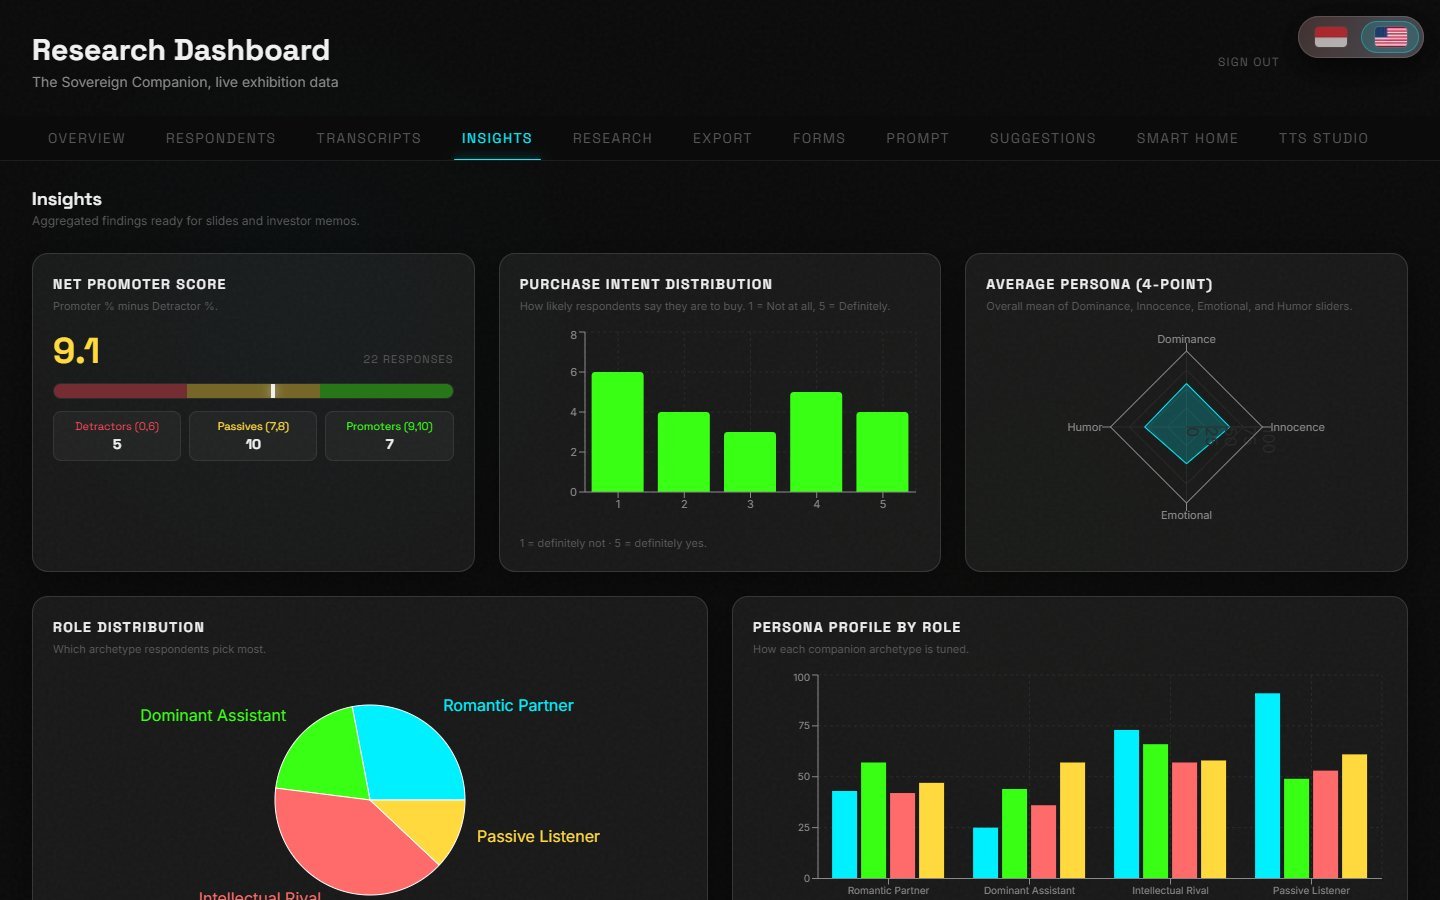 Research Dashboard
The Sovereign Companion, live exhibition data
SIGN OUT
OVERVIEW RESPONDENTS TRANSCRIPTS INSIGHTS RESEARCH EXPORT FORMS PROMPT SUGGESTIONS SMART HOME TTS STUDIO
Insights
Aggregated findings ready for slides and investor memos.
NET PROMOTER SCORE
Promoter % minus Detractor %.
9.1
22 RESPONSES
Detractors (0,6)
5
Passives (7,8)
10
Promoters (9,10)
7
PURCHASE INTENT DISTRIBUTION
How likely respondents say they are to buy. 1 = Not at all, 5 = Definitely.
8
6
4
2
0
1 2 3 4 5
1 = definitely not · 5 = definitely yes.
AVERAGE PERSONA (4-POINT)
Overall mean of Dominance, Innocence, Emotional, and Humor sliders.
Dominance
Humor
Innocence
Emotional
ROLE DISTRIBUTION
Which archetype respondents pick most.
Romantic Partner
Dominant Assistant
Passive Listener
Intellectual Rival
PERSONA PROFILE BY ROLE
How each companion archetype is tuned.
100
75
50
25
0
Romantic Partner Dominant Assistant Intellectual Rival Passive Listener